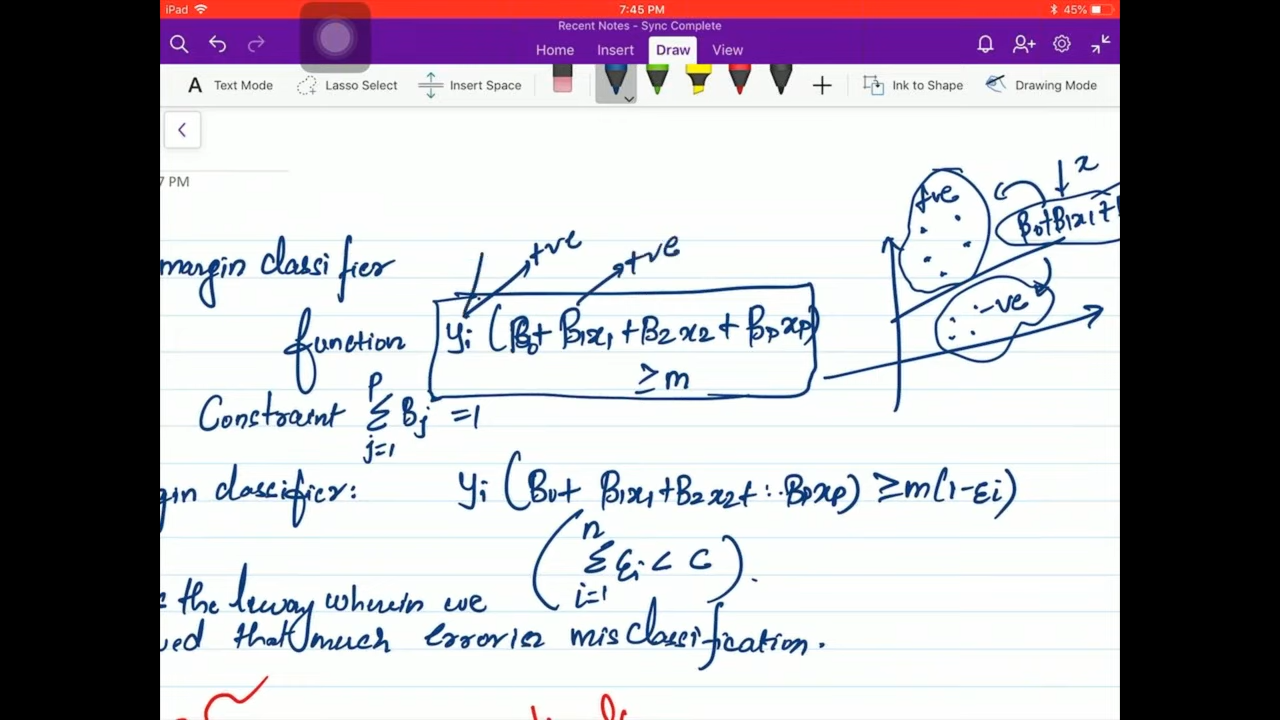 iPad 7:45 PM 45%
Recent Notes - Sync Complete
Home Insert Draw View
A Text Mode Lasso Select Insert Space Ink to Shape Drawing Mode
7 PM
+ve x
B0+B1x1+
margin classifier +ve +ve
-ve
function yi (B0+ B1x1+B2x2+Bpxp)
≥m
Constraint p Σ j=1 Bj =1
gin classifier: yi (B0+ B1x1+B2x2+...Bpxp) ≥m(1-εi)
(n Σ i=1 εi < C).
the leway wherein we
ved that much error in misclassification.